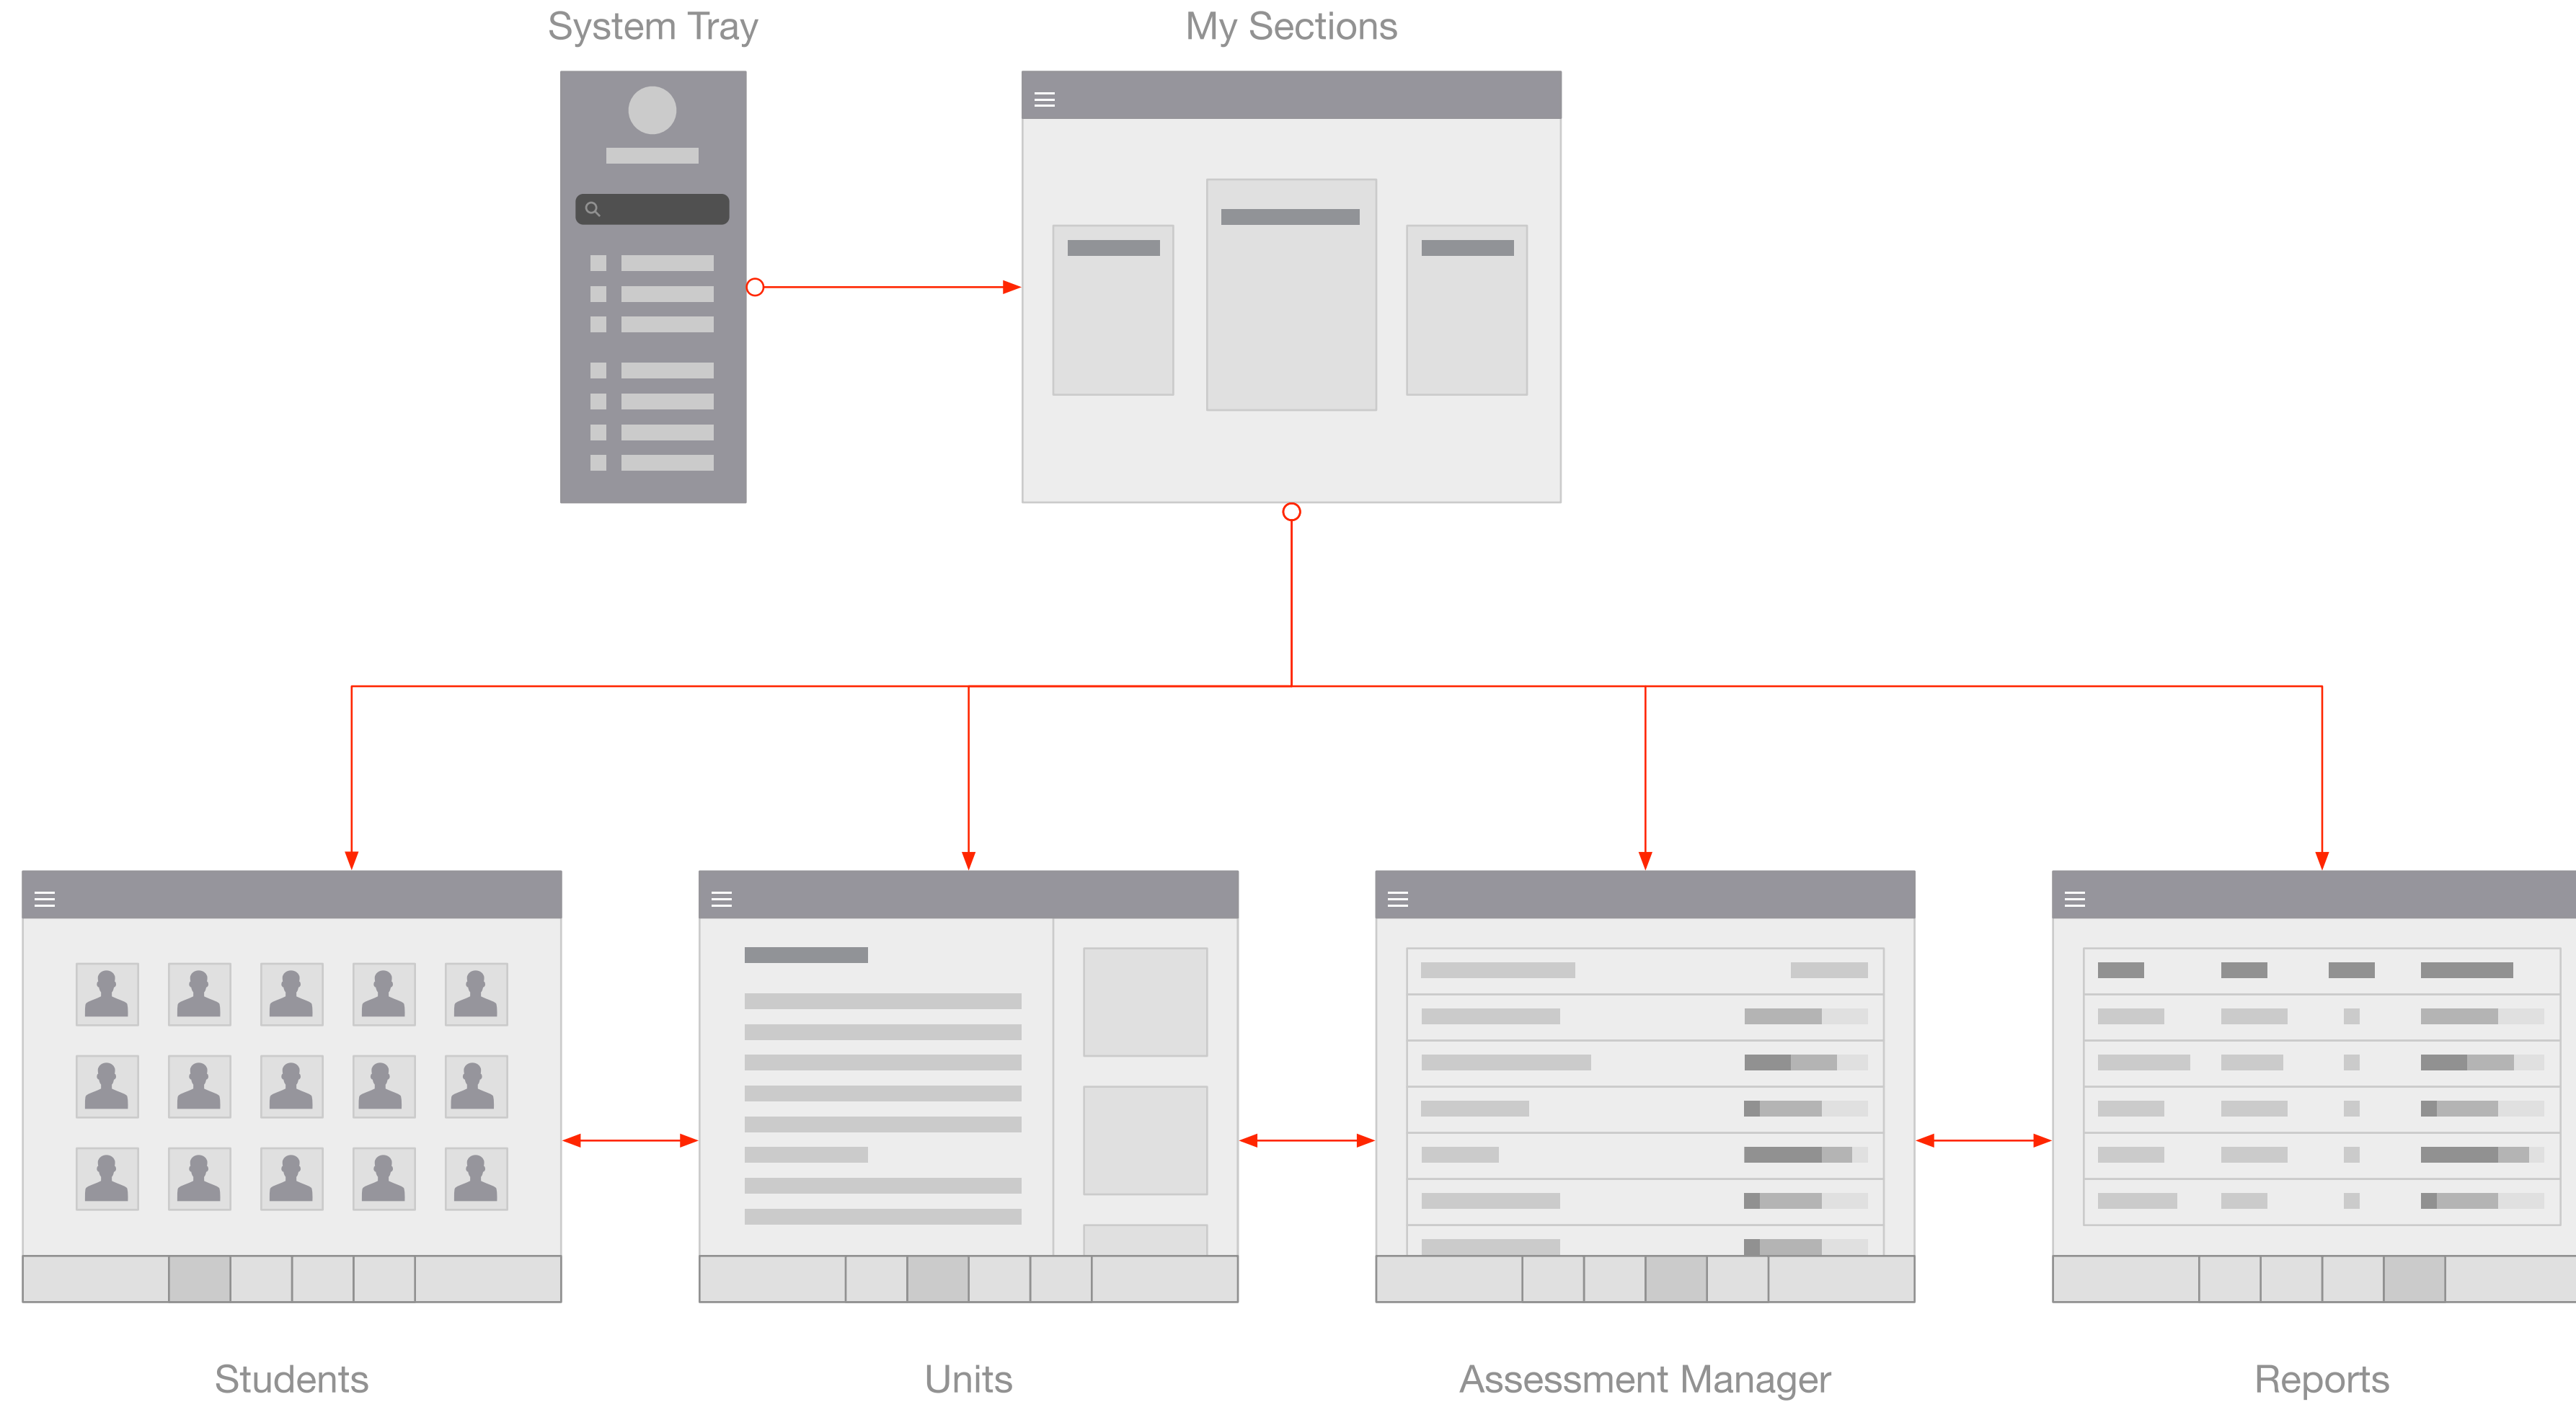 System Tray
My Sections
Students
Units
Assessment Manager
Reports